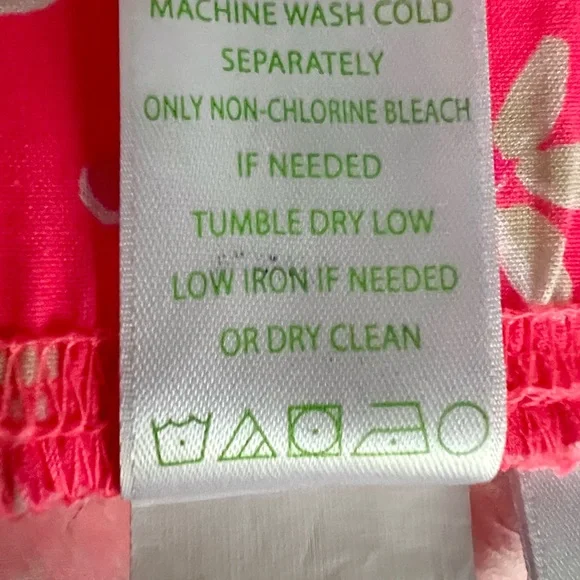 MACHINE WASH COLD
SEPARATELY
ONLY NON-CHLORINE BLEACH
IF NEEDED
TUMBLE DRY LOW
LOW IRON IF NEEDED
OR DRY CLEAN